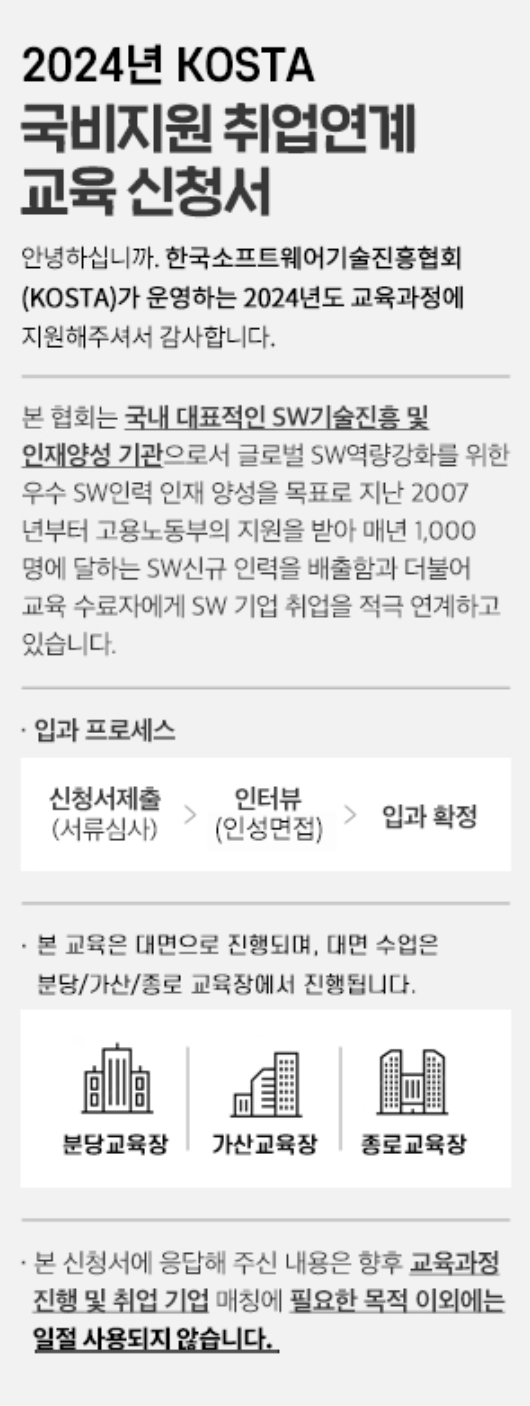 2024년 KOSTA
국비지원 취업연계
교육 신청서
안녕하십니까. 한국소프트웨어기술진흥협회
(KOSTA)가 운영하는 2024년도 교육과정에
지원해주셔서 감사합니다.
본 협회는 국내 대표적인 SW기술진흥 및
인재양성 기관으로서 글로벌 SW역량강화를 위한
우수 SW인력 인재 양성을 목표로 지난 2007
년부터 고용노동부의 지원을 받아 매년 1,000
명에 달하는 SW신규 인력을 배출함과 더불어
교육 수료자에게 SW 기업 취업을 적극 연계하고
있습니다.
· 입과 프로세스
신청서제출 > 인터뷰 > 입과 확정
(서류심사) (인성면접)
· 본 교육은 대면으로 진행되며, 대면 수업은
분당/가산/종로 교육장에서 진행됩니다.
분당교육장 가산교육장 종로교육장
· 본 신청서에 응답해 주신 내용은 향후 교육과정
진행 및 취업 기업 매칭에 필요한 목적 이외에는
일절 사용되지 않습니다.